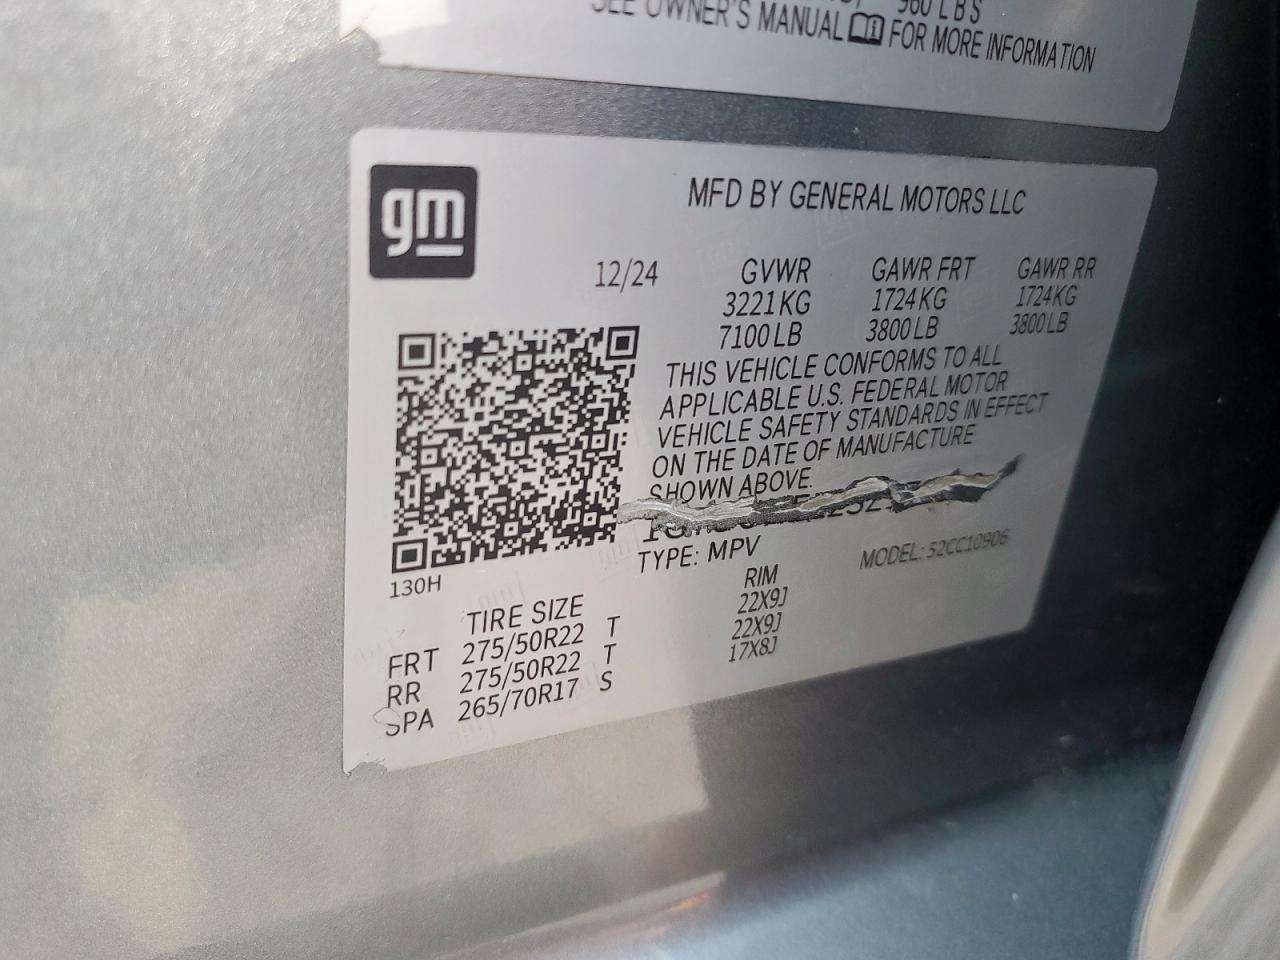 960 LBS
SEE OWNER'S MANUAL FOR MORE INFORMATION
gm
MFD BY GENERAL MOTORS LLC
12/24 GVWR GAWR FRT GAWR RR
3221KG 1724KG 1724KG
7100LB 3800LB 3800LB
THIS VEHICLE CONFORMS TO ALL
APPLICABLE U.S. FEDERAL MOTOR
VEHICLE SAFETY STANDARDS IN EFFECT
ON THE DATE OF MANUFACTURE
SHOWN ABOVE.
TYPE: MPV MODEL: 52CC10906
130H
TIRE SIZE RIM
FRT 275/50R22 T 22X9J
RR 275/50R22 T 22X9J
SPA 265/70R17 S 17X8J